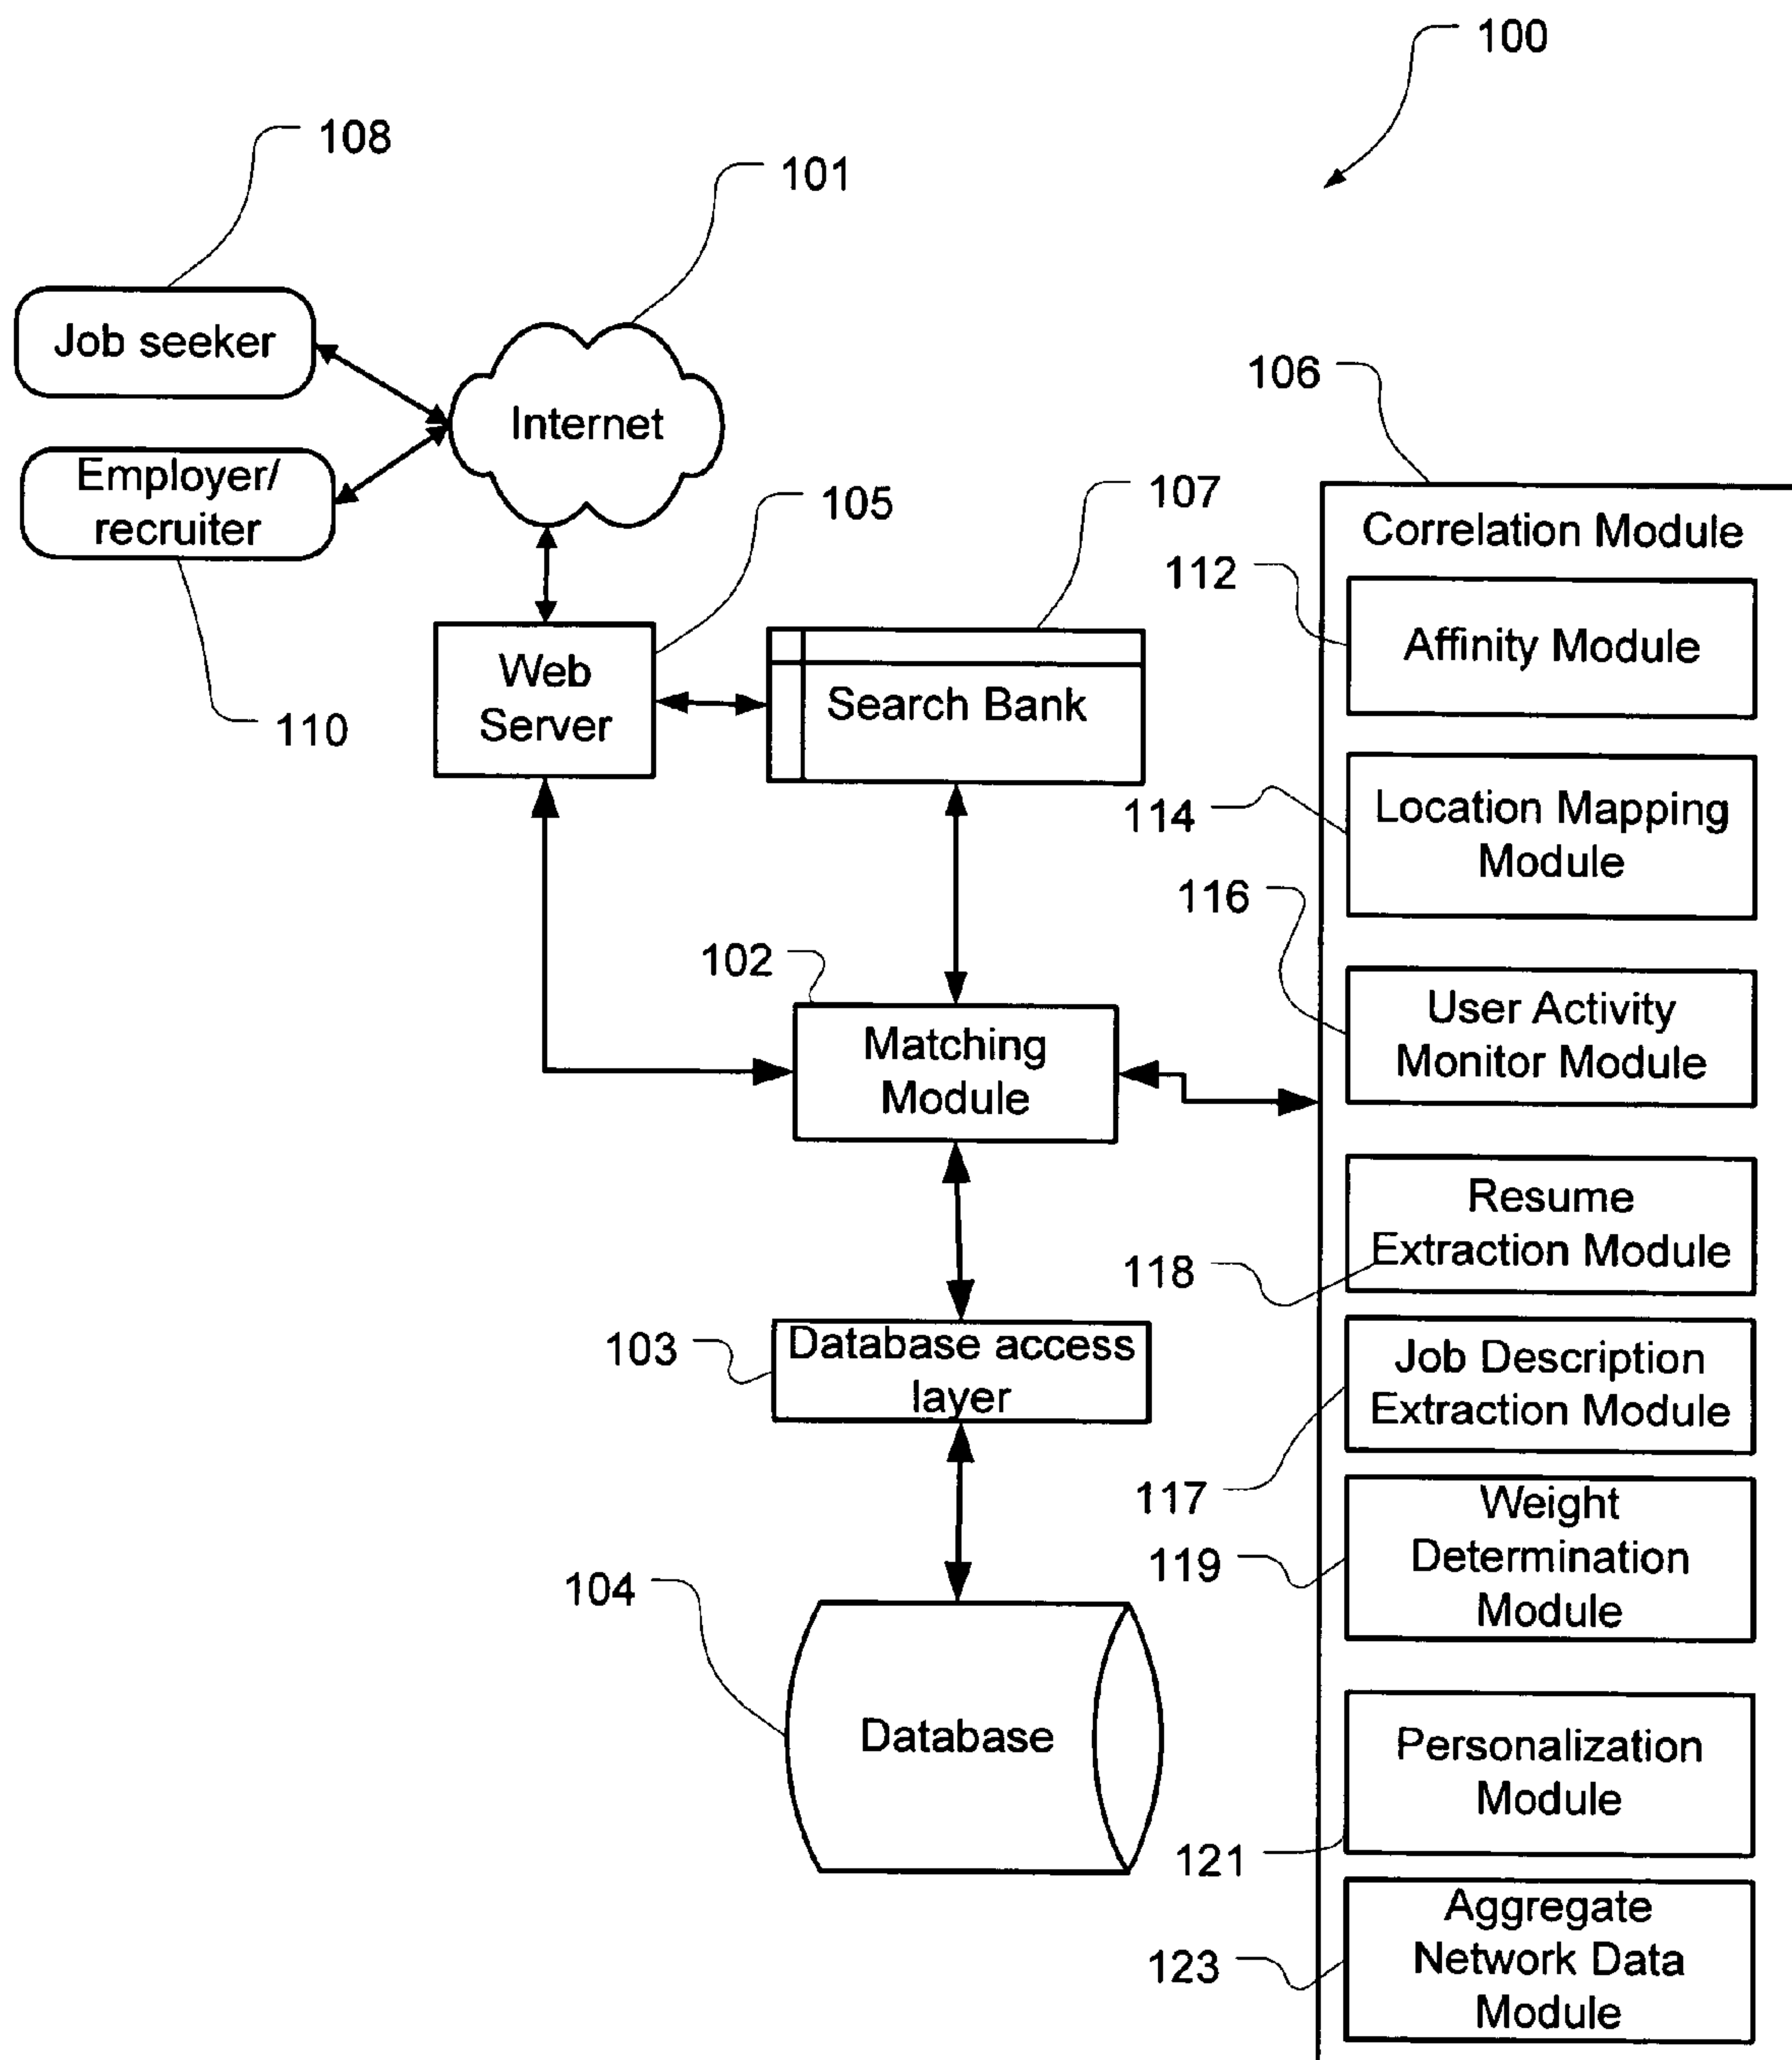 100
108
101
Job seeker
Internet
106
Employer/
recruiter
105
107
Correlation Module
112
110
Web
Server
Search Bank
Affinity Module
114
Location Mapping
Module
116
102
User Activity
Monitor Module
Matching
Module
Resume
Extraction Module
118
103
Database access
layer
Job Description
Extraction Module
117
Weight
Determination
Module
119
104
Database
Personalization
Module
121
Aggregate
Network Data
Module
123